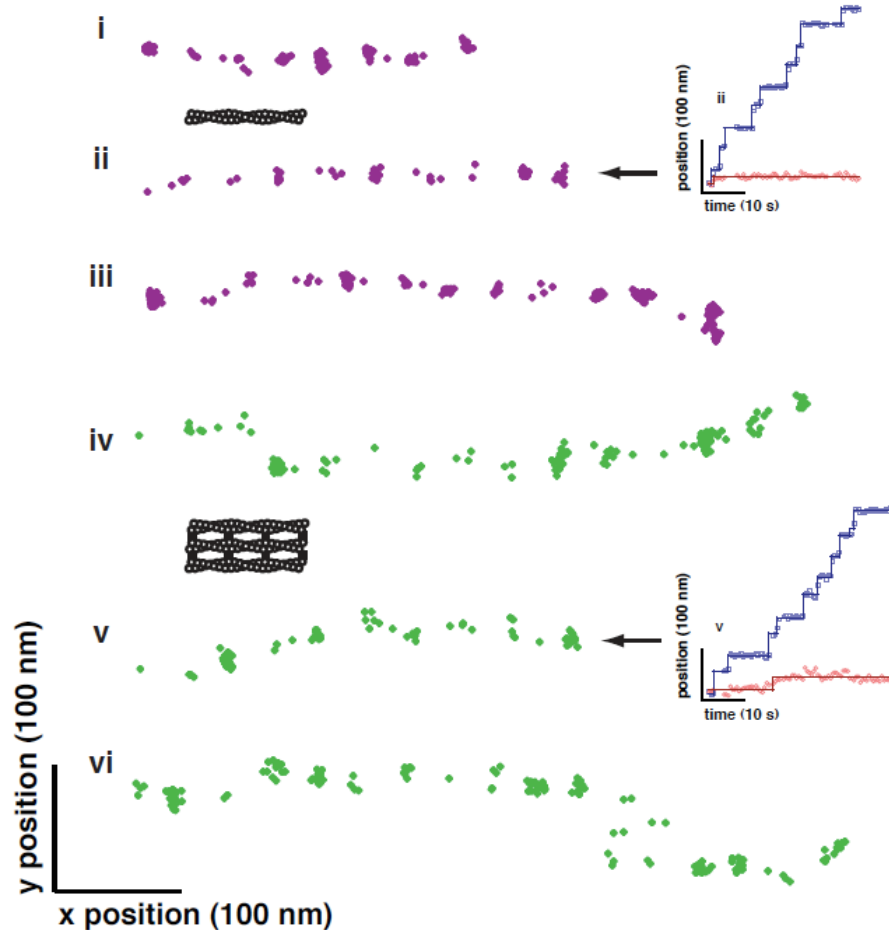 i
ii
iii
iv
v
vi
y position (100 nm)
x position (100 nm)
ii
position (100 nm)
time (10 s)
v
position (100 nm)
time (10 s)